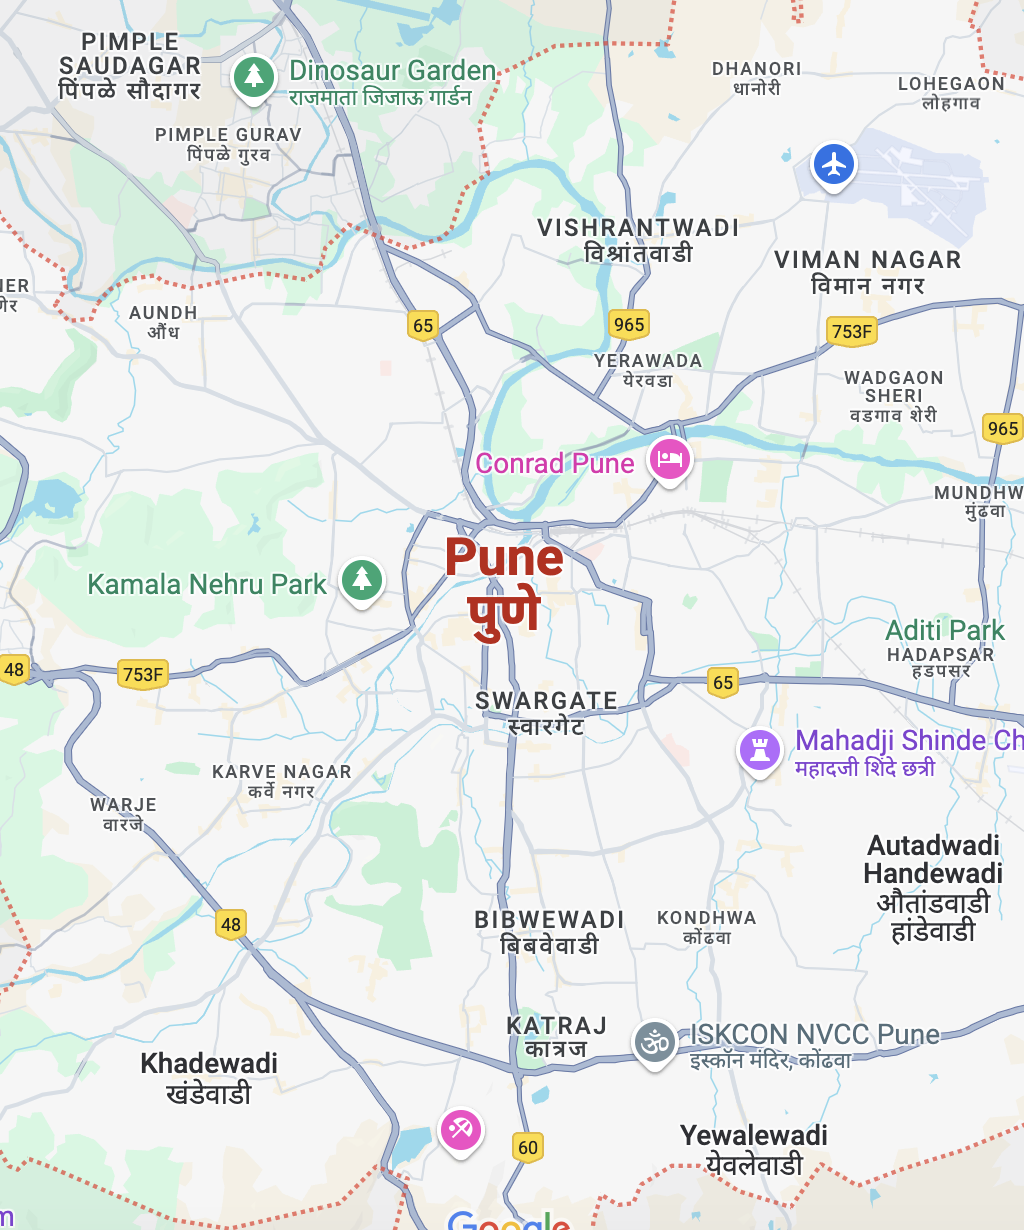 PIMPLE
SAUDAGAR
पिंपळे सौदागर
Dinosaur Garden
राजमाता जिजाऊ गार्डन
DHANORI
धानोरी
LOHEGAON
लोहगाव
PIMPLE GURAV
पिंपळे गुरव
VISHRANTWADI
विश्रांतवाडी
VIMAN NAGAR
विमान नगर
NER
णेर
AUNDH
औंध
65
965
753F
YERAWADA
येरवडा
WADGAON
SHERI
वडगाव शेरी
965
Conrad Pune
MUNDHW
मुंढवा
Pune
पुणे
Kamala Nehru Park
Aditi Park
HADAPSAR
हडपसर
48
753F
65
SWARGATE
स्वारगेट
Mahadji Shinde Ch
महादजी शिंदे छत्री
KARVE NAGAR
कर्वे नगर
WARJE
वारजे
Autadwadi
Handewadi
औतांडवाडी
हांडेवाडी
48
BIBWEWADI
बिबवेवाडी
KONDHWA
कोंढवा
KATRAJ
कात्रज
ISKCON NVCC Pune
इस्कॉन मंदिर, कोंढवा
Khadewadi
खंडेवाडी
60
Yewalewadi
येवलेवाडी
m
Google